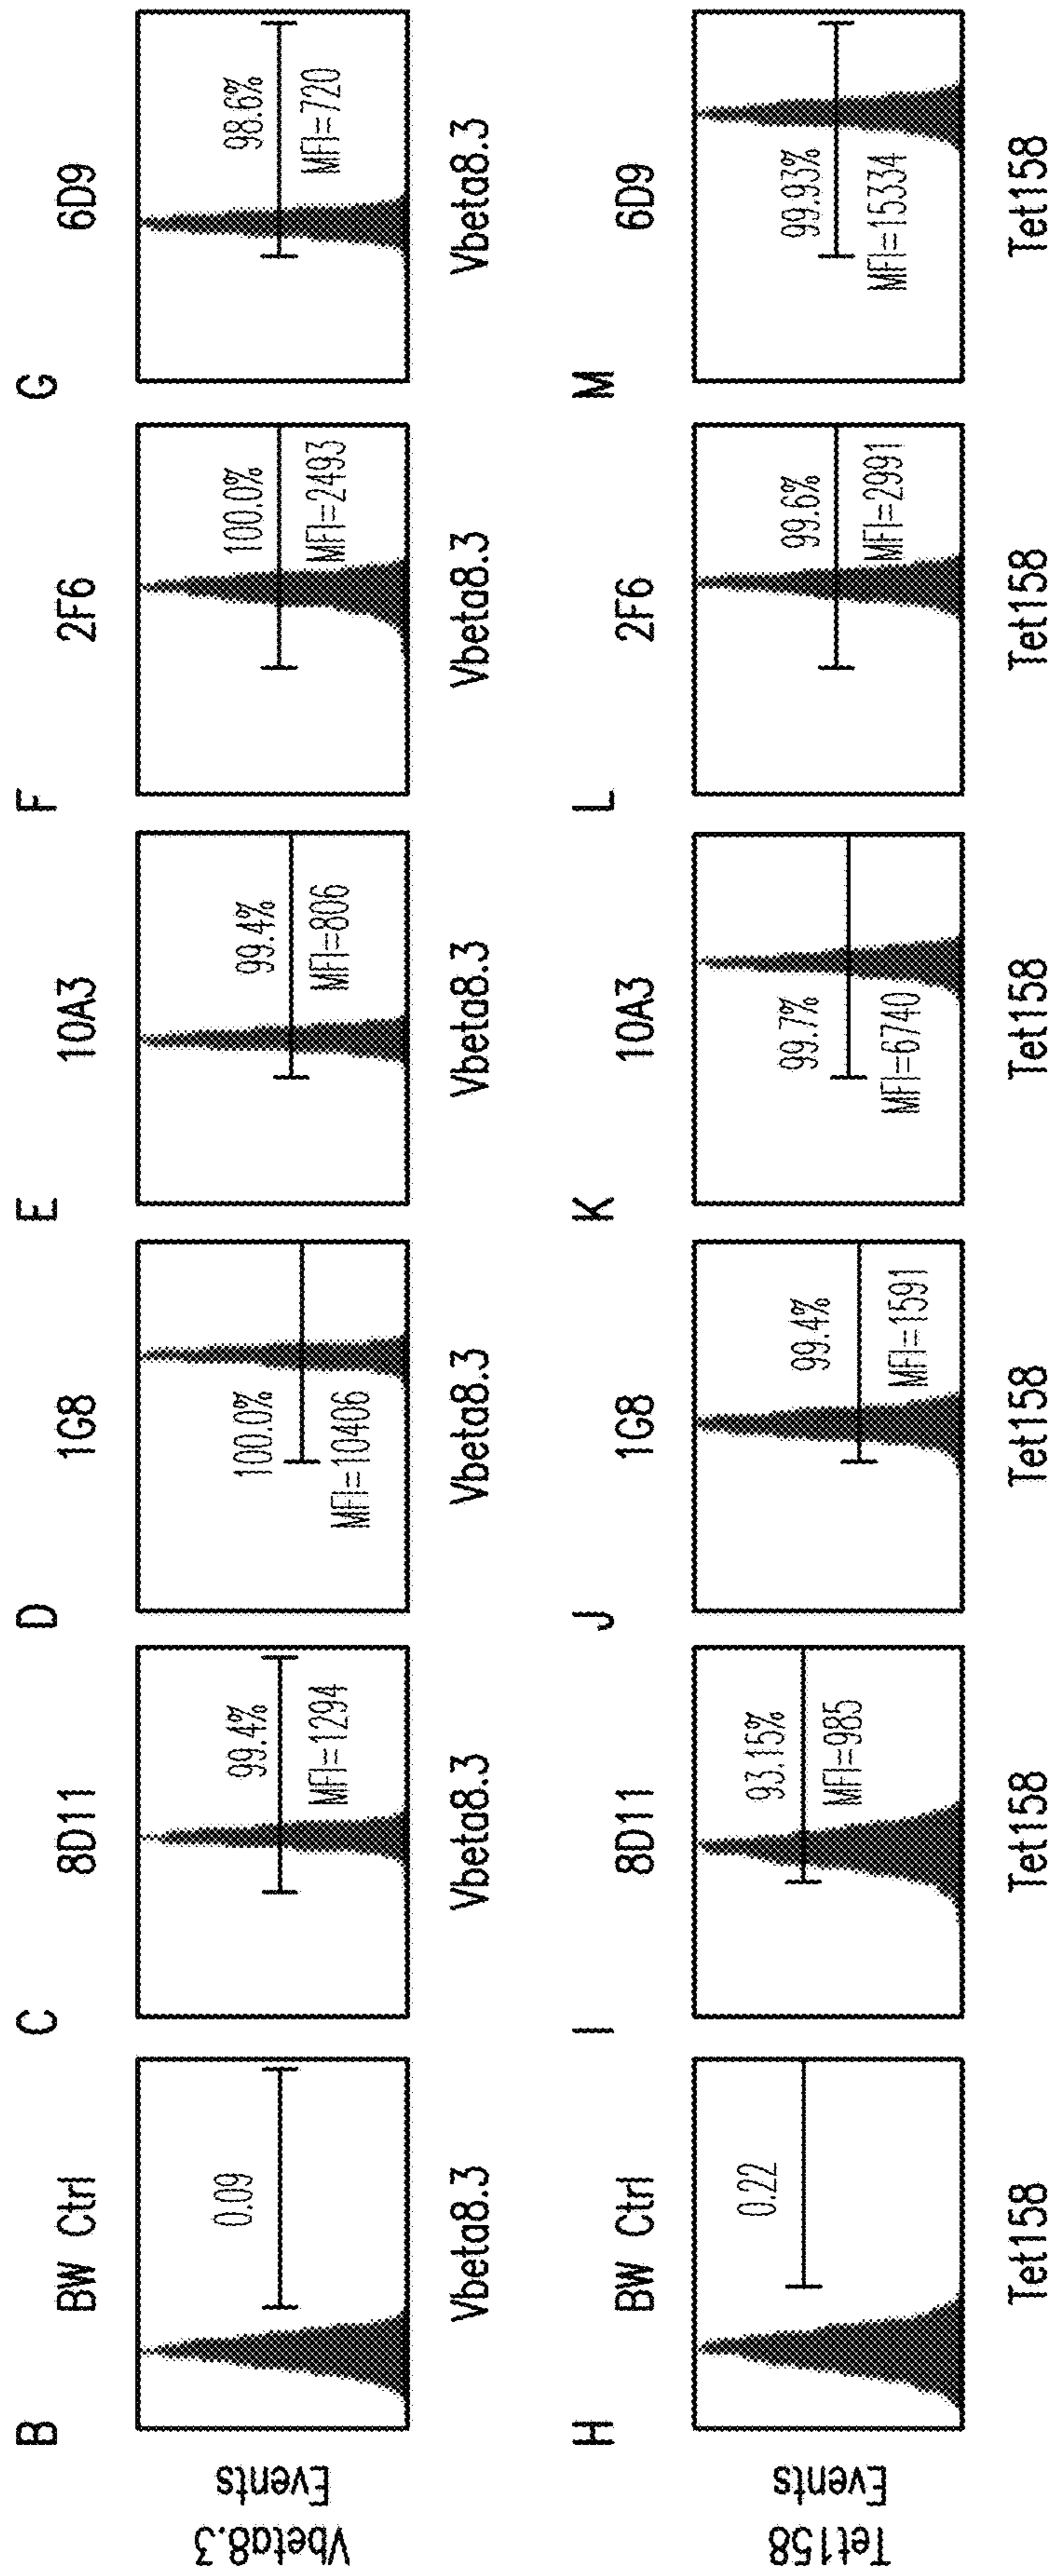 Vbeta8.3
Events
B
BW Ctrl
0.09
Vbeta8.3
C
8D11
99.4%
MFI=1294
Vbeta8.3
D
1G8
100.0%
MFI=10406
Vbeta8.3
E
10A3
99.4%
MFI=806
Vbeta8.3
F
2F6
100.0%
MFI=2493
Vbeta8.3
G
6D9
98.6%
MFI=720
Vbeta8.3
Tet158
Events
H
BW Ctrl
0.22
Tet158
I
8D11
93.15%
MFI=985
Tet158
J
1G8
99.4%
MFI=1591
Tet158
K
10A3
99.7%
MFI=6740
Tet158
L
2F6
99.6%
MFI=2991
Tet158
M
6D9
99.93%
MFI=15334
Tet158